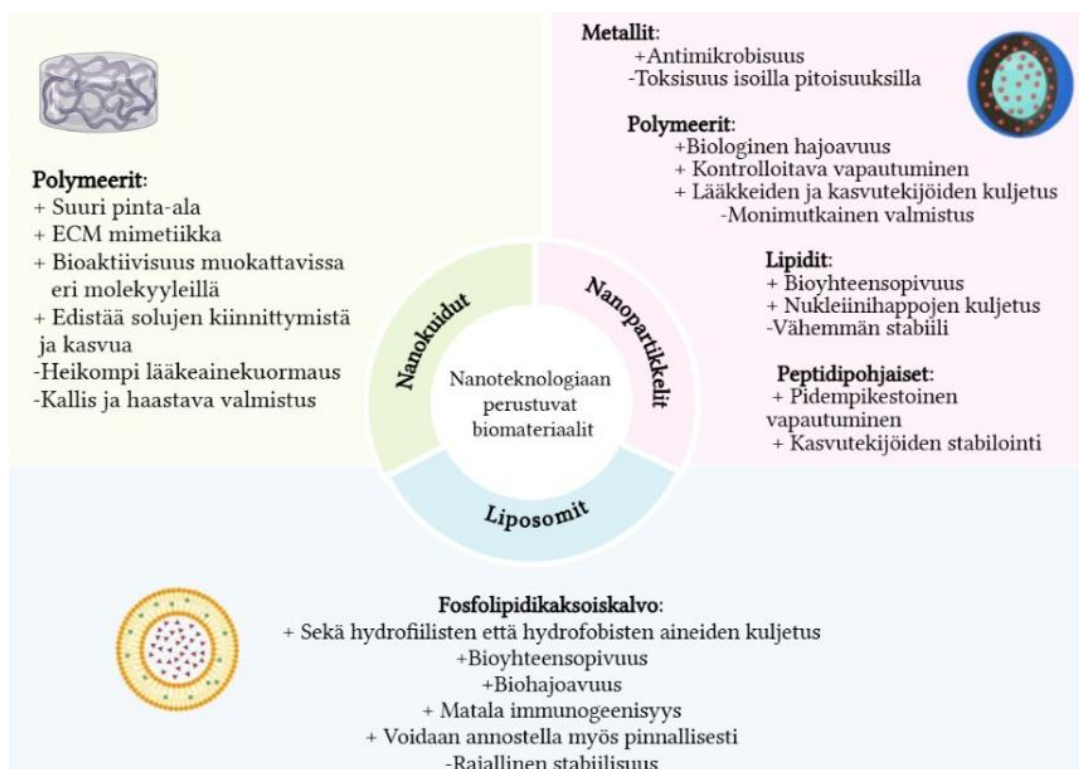 Polymeerit:
+ Suuri pinta-ala
+ ECM mimetiikka
+ Bioaktiivisuus muokattavissa
eri molekyyleillä
+ Edistää solujen kiinnittymistä
ja kasvua
-Heikompi lääkeainekuormaus
-Kallis ja haastava valmistus
Metallit:
+Antimikrobisuus
-Toksisuus isoilla pitoisuuksilla
Polymeerit:
+Biologinen hajoavuus
+ Kontrolloitava vapautuminen
+ Lääkkeiden ja kasvutekijöiden kuljetus
-Monimutkainen valmistus
Lipidit:
+ Bioyhteensopivuus
+ Nukleiinihappojen kuljetus
-Vähemmän stabiili
Peptidipohjaiset:
+ Pidempikestoinen
vapautuminen
+ Kasvutekijöiden stabilointi
Nanokuidut
Nanopartikkelit
Nanoteknologiaan
perustuvat
biomateriaalit
Liposomit
Fosfolipidikaksoiskalvo:
+ Sekä hydrofiilisten että hydrofobisten aineiden kuljetus
+Bioyhteensopivuus
+Biohajoavuus
+ Matala immunogeenisyys
+ Voidaan annostella myös pinnallisesti
-Rajallinen stabiilisuus